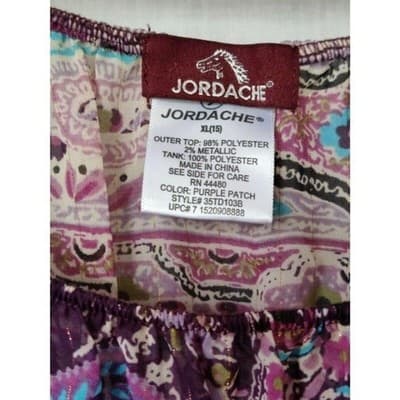 JORDACHE®
JORDACHE®
XL(15)
OUTER TOP: 98% POLYESTER
2% METALLIC
TANK: 100% POLYESTER
MADE IN CHINA
SEE SIDE FOR CARE
RN 44480
COLOR: PURPLE PATCH
STYLE# 35TD103B
UPC# 7 1520908888